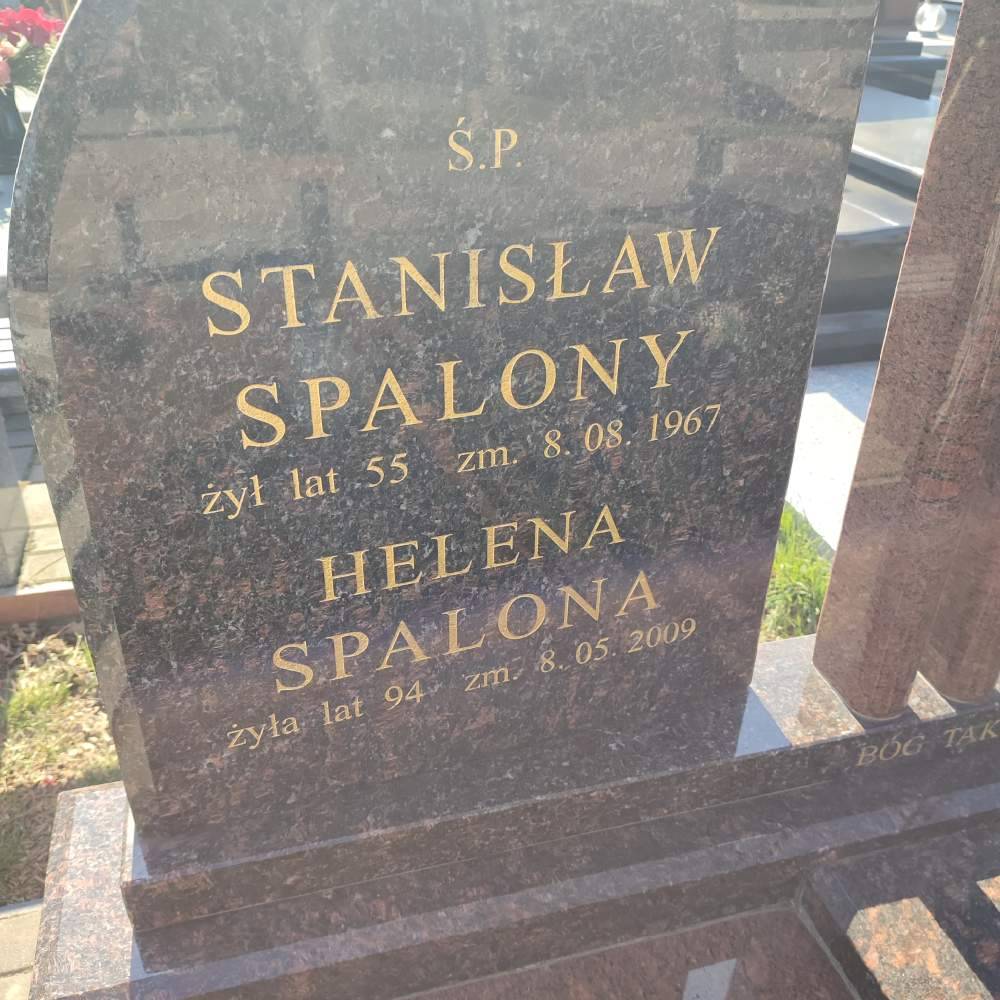 Ś.P.
STANISŁAW
SPALONY
żył lat 55 zm. 8. 08. 1967
HELENA
SPALONA
żyła lat 94 zm. 8. 05. 2009
BÓG TAK